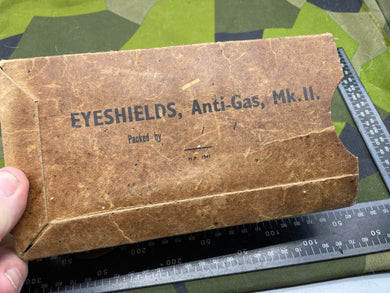 EYESHIELDS, Anti-Gas, Mk.II.
Packed by